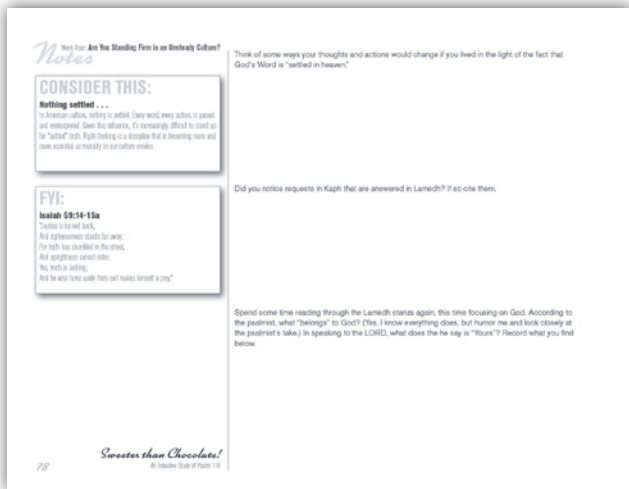 Notes
Week Four: Are You Standing Firm in an Unsteady Culture?
CONSIDER THIS:
Nothing settled . . .
In American culture, nothing is settled. Every word, every action, is parsed
and reinterpreted. Given this influence, it's increasingly difficult to stand up
for "settled" truth. Right thinking is a discipline that is becoming more and
more essential as morality in our culture erodes.
FYI:
Isaiah 59:14-15a
"Justice is turned back,
And righteousness stands far away;
For truth has stumbled in the street,
And uprightness cannot enter.
Yes, truth is lacking;
And he who turns aside from evil makes himself a prey."
Sweeter than Chocolate!
An Inductive Study of Psalm 119
78
Think of some ways your thoughts and actions would change if you lived in the light of the fact that
God's Word is "settled in heaven."
Did you notice requests in Kaph that are answered in Lamedh? If so cite them.
Spend some time reading through the Lamedh stanza again, this time focusing on God. According to
the psalmist, what "belongs" to God? (Yes, I know everything does, but humor me and look closely at
the psalmist's take.) In speaking to the LORD, what does the he say is "Yours"? Record what you find
below.